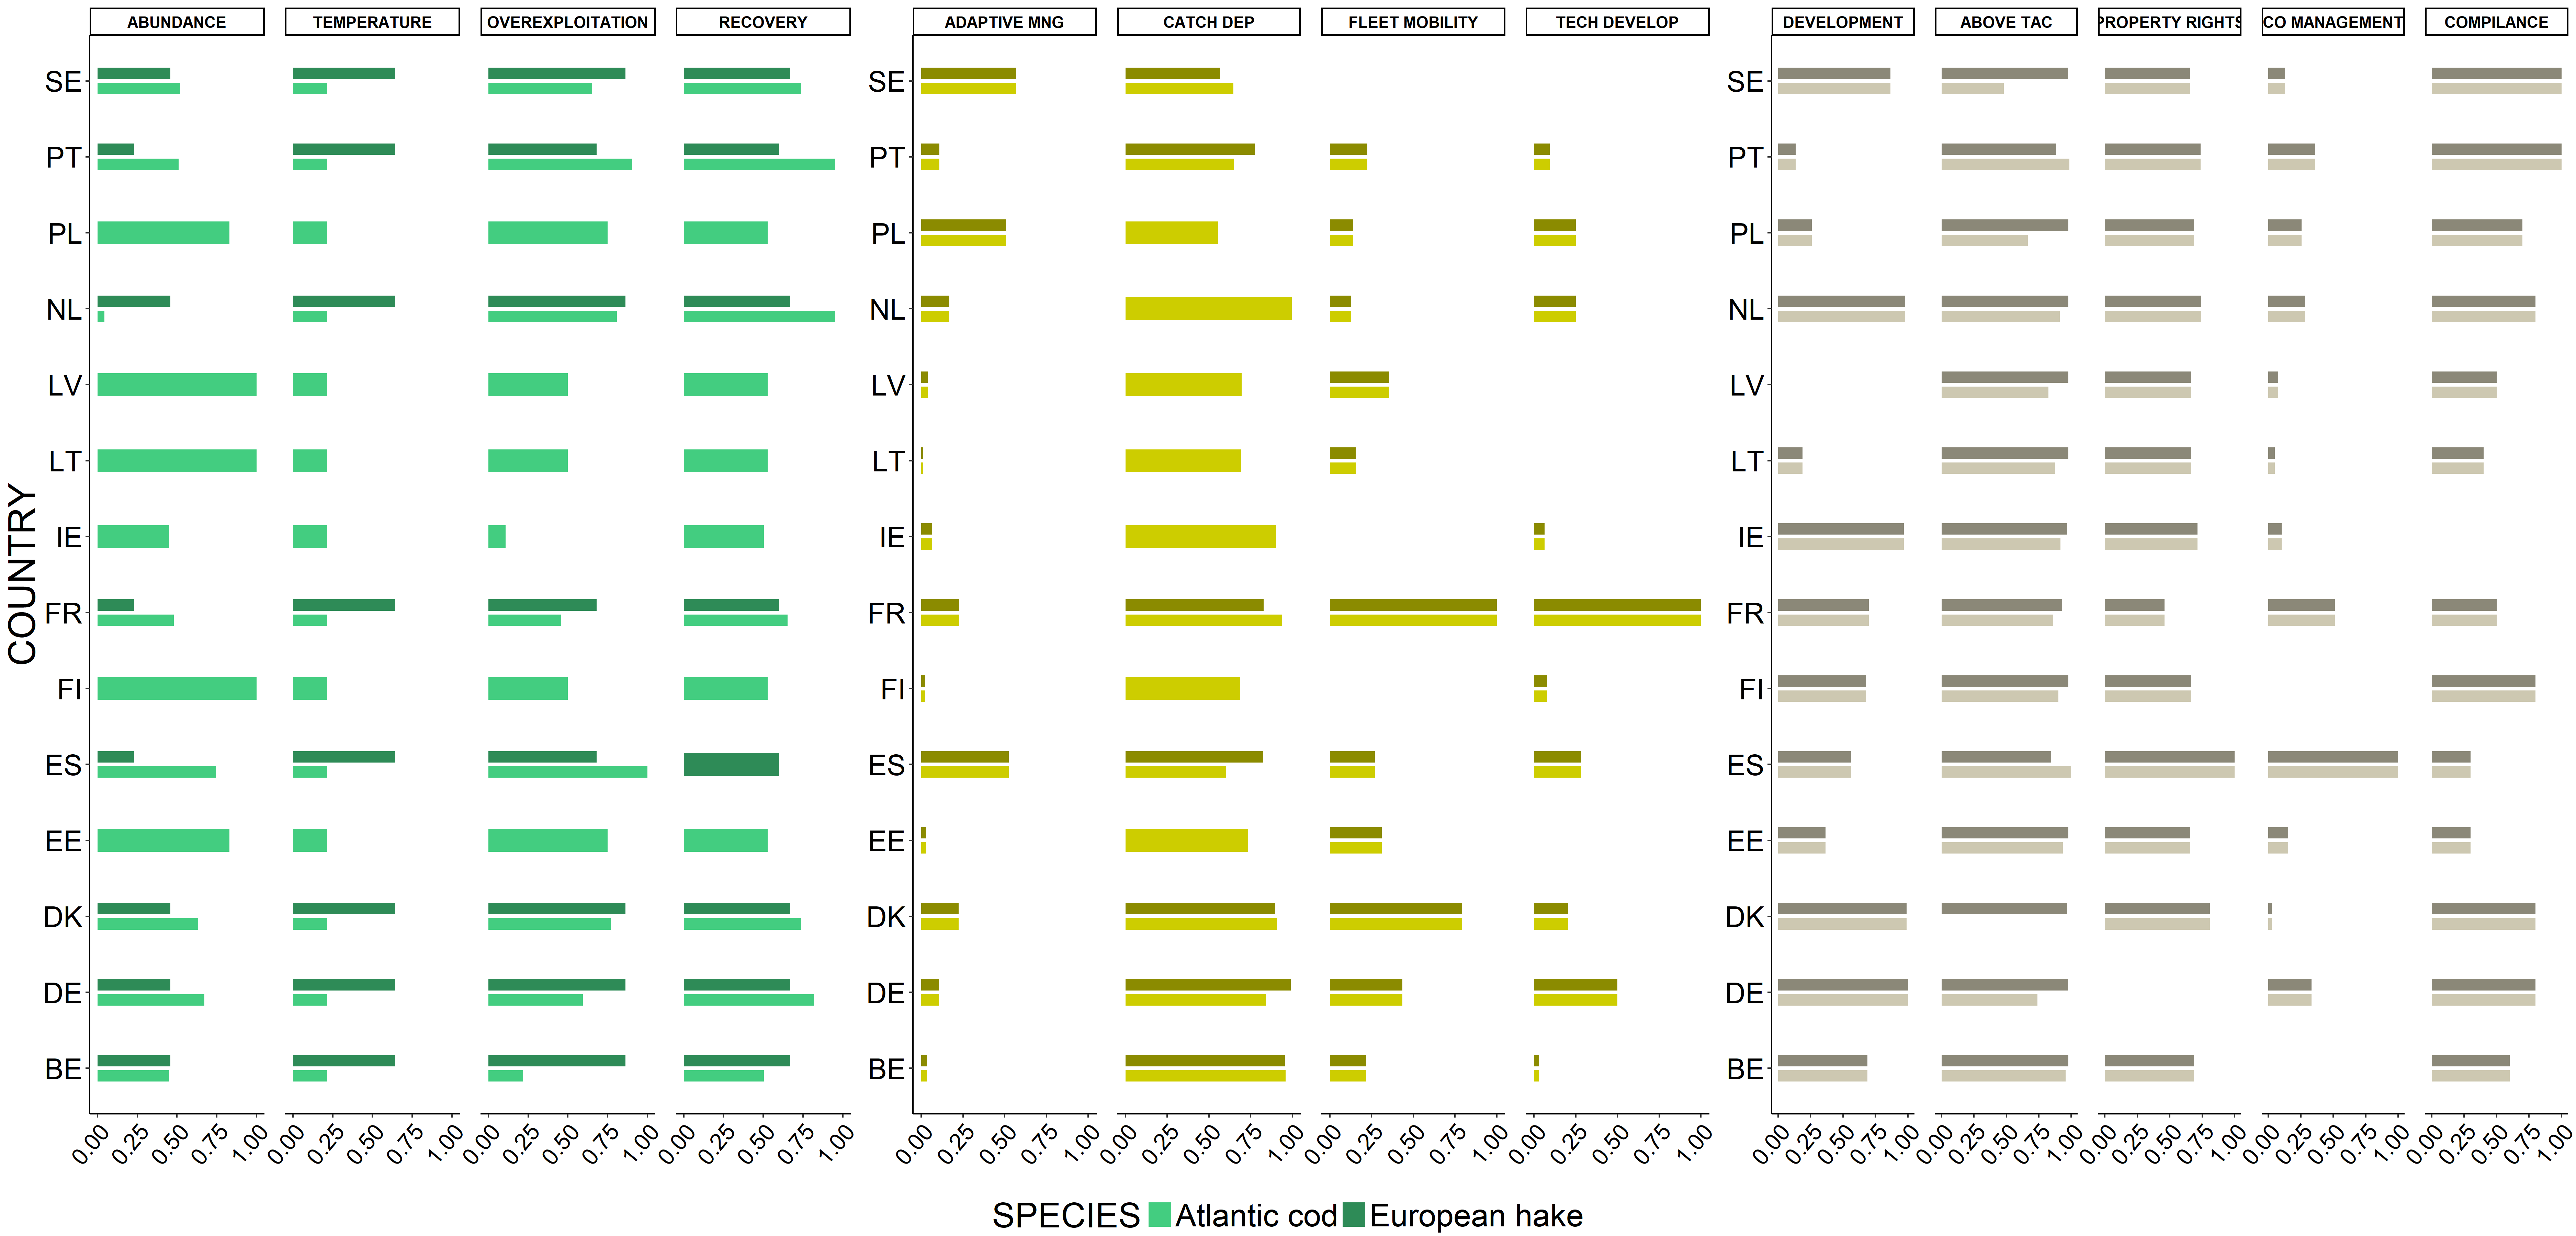 ABUNDANCE TEMPERATURE OVEREXPLOITATION RECOVERY ADAPTIVE MNG CATCH DEP FLEET MOBILITY TECH DEVELOP DEVELOPMENT ABOVE TAC PROPERTY RIGHTS CO MANAGEMENT COMPILANCE
COUNTRY
SE SE SE
PT PT PT
PL PL PL
NL NL NL
LV LV LV
LT LT LT
IE IE IE
FR FR FR
FI FI FI
ES ES ES
EE EE EE
DK DK DK
DE DE DE
BE BE BE
0.00 0.25 0.50 0.75 1.00 0.00 0.25 0.50 0.75 1.00 0.00 0.25 0.50 0.75 1.00 0.00 0.25 0.50 0.75 1.00 0.00 0.25 0.50 0.75 1.00 0.00 0.25 0.50 0.75 1.00 0.00 0.25 0.50 0.75 1.00 0.00 0.25 0.50 0.75 1.00 0.00 0.25 0.50 0.75 1.00 0.00 0.25 0.50 0.75 1.00 0.00 0.25 0.50 0.75 1.00 0.00 0.25 0.50 0.75 1.00 0.00 0.25 0.50 0.75 1.00
SPECIES Atlantic cod European hake